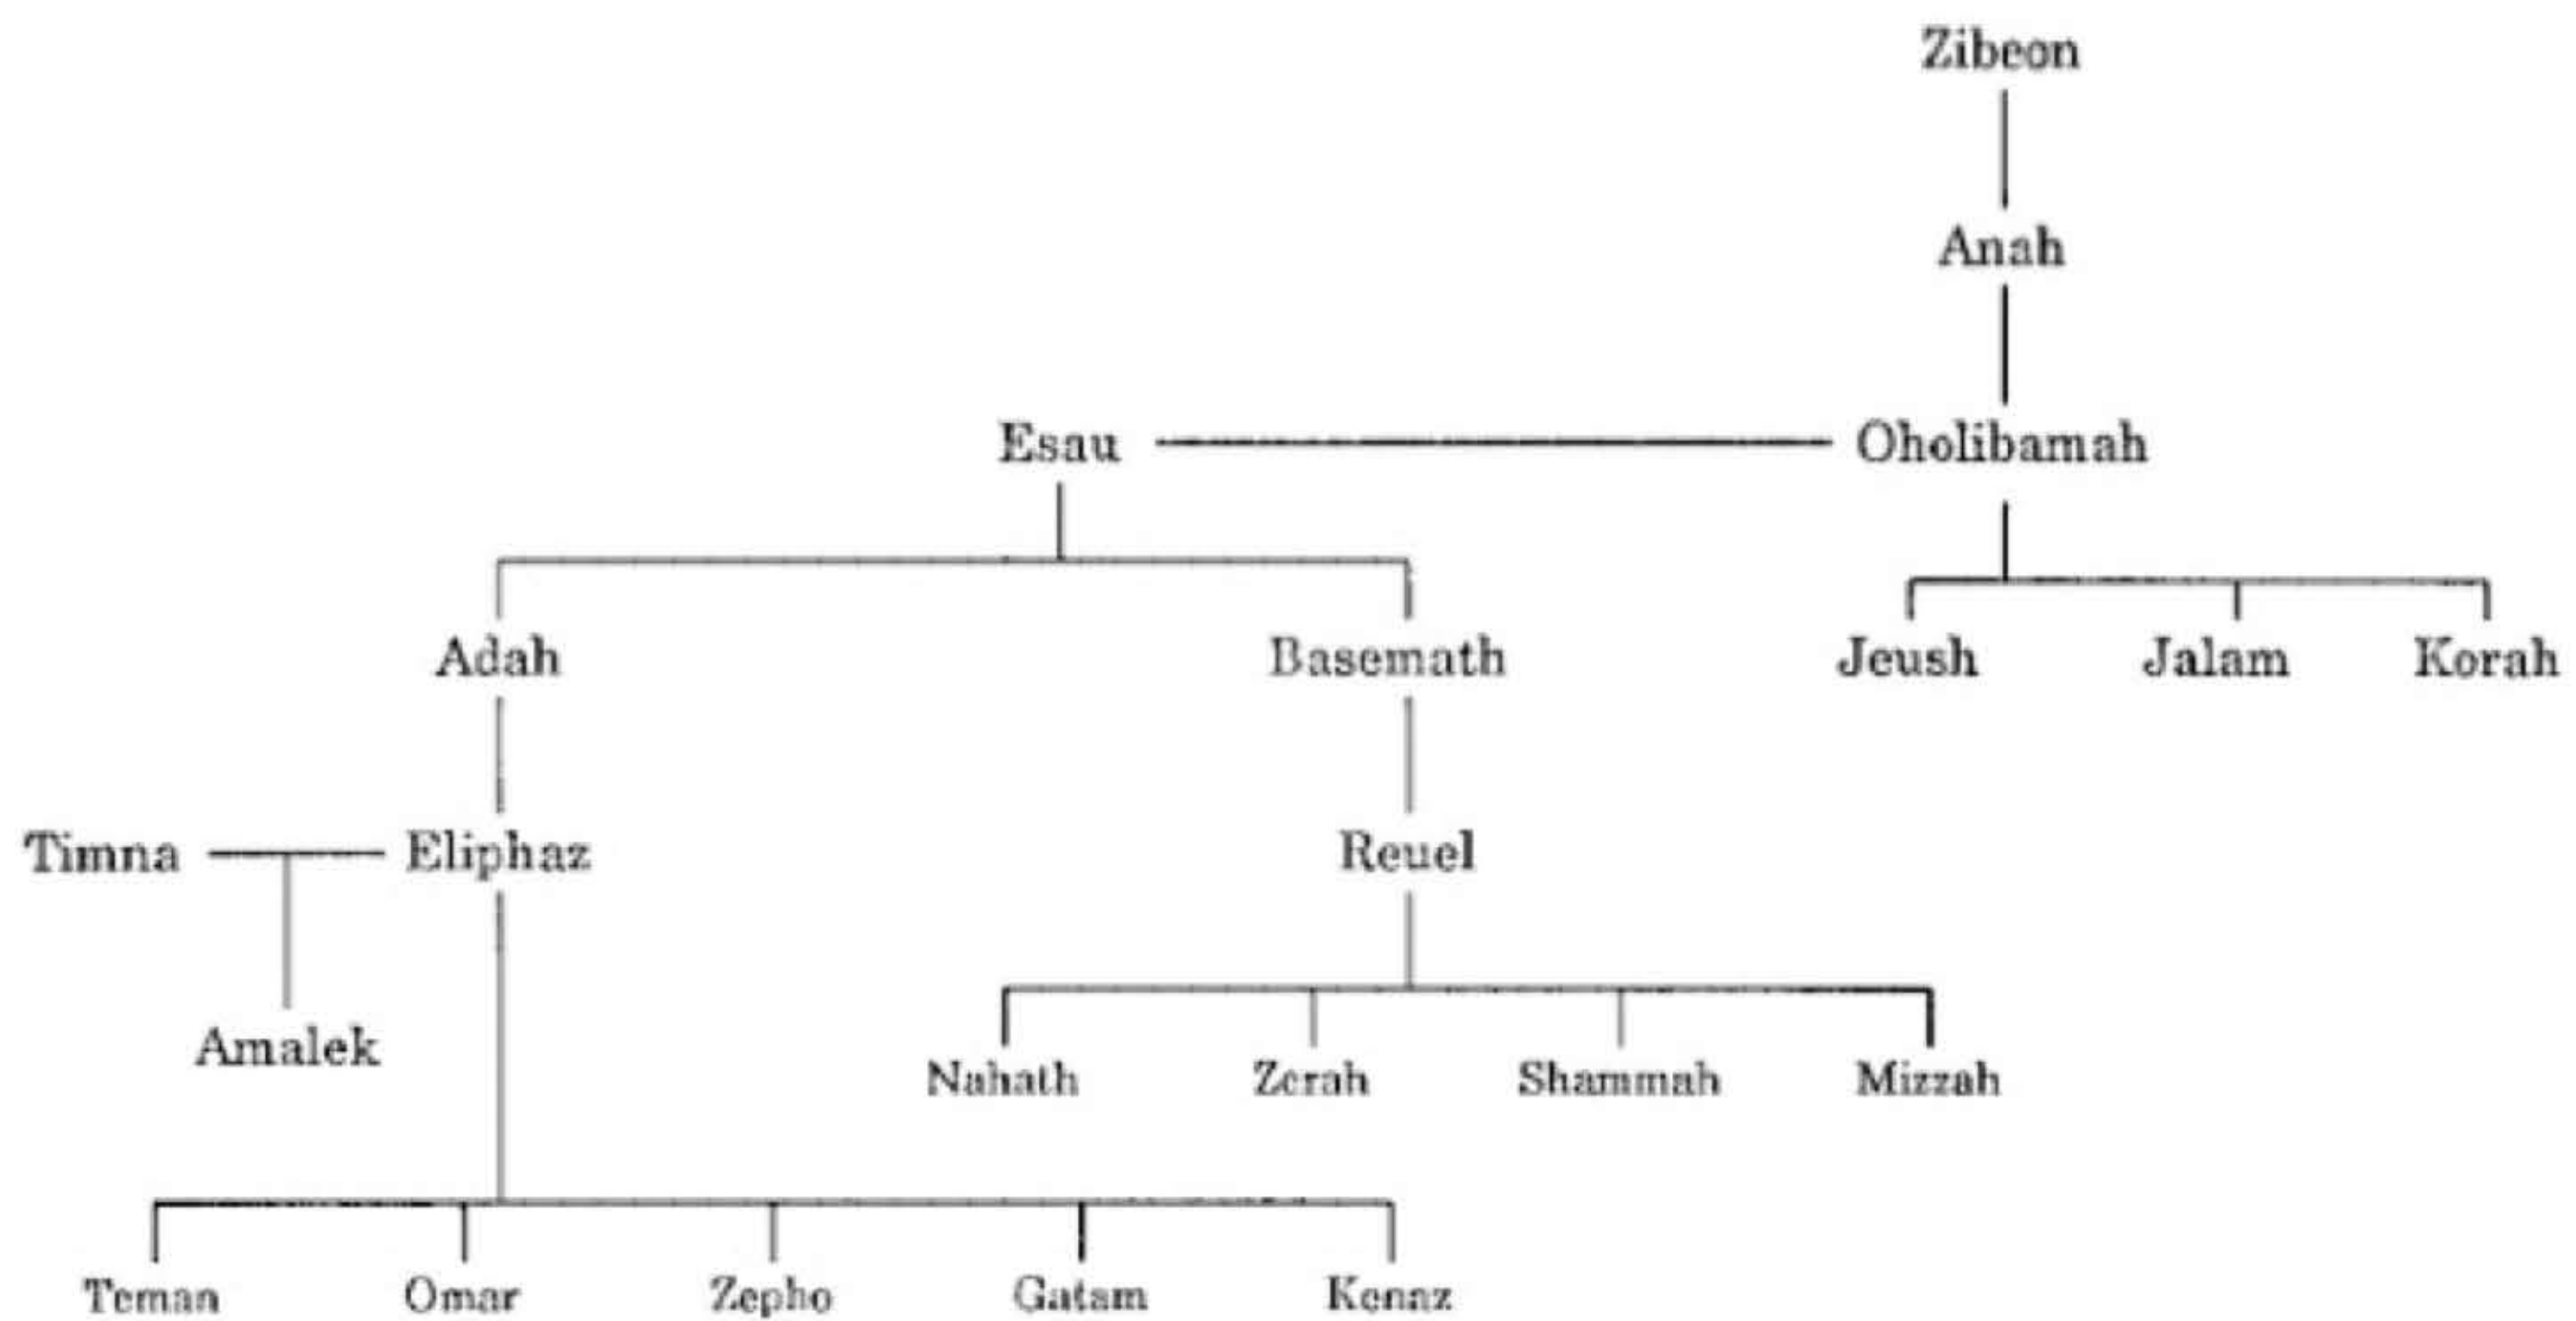 Zibeon
Anah
Esau Oholibamah
Adah Basemath Jeush Jalam Korah
Timna Eliphaz Reuel
Amalek
Nahath Zerah Shammah Mizzah
Teman Omar Zepho Gatam Kenaz